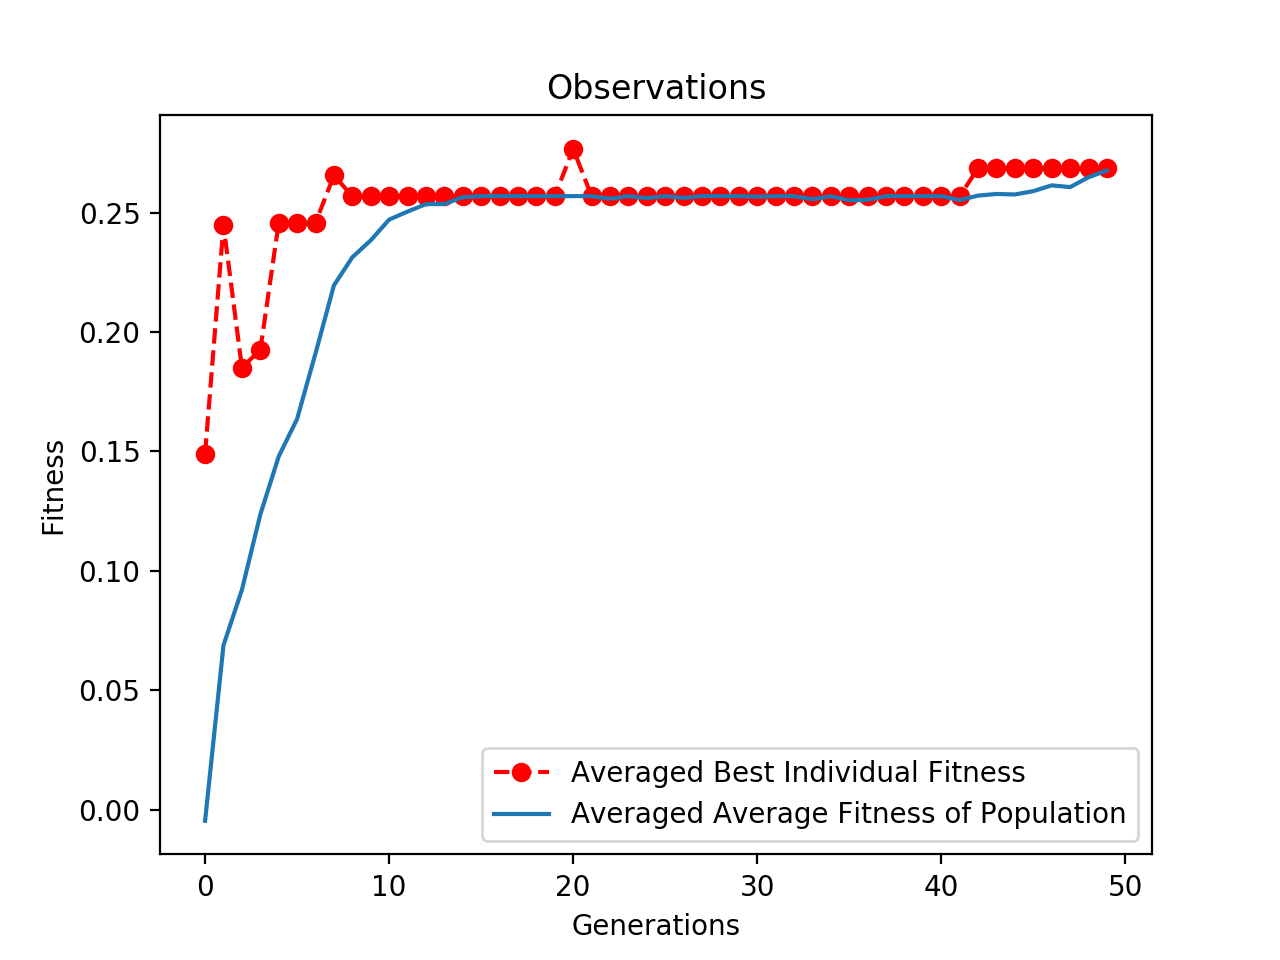 Observations
Fitness
0.25
0.20
0.15
0.10
0.05
0.00
Averaged Best Individual Fitness
Averaged Average Fitness of Population
0 10 20 30 40 50
Generations